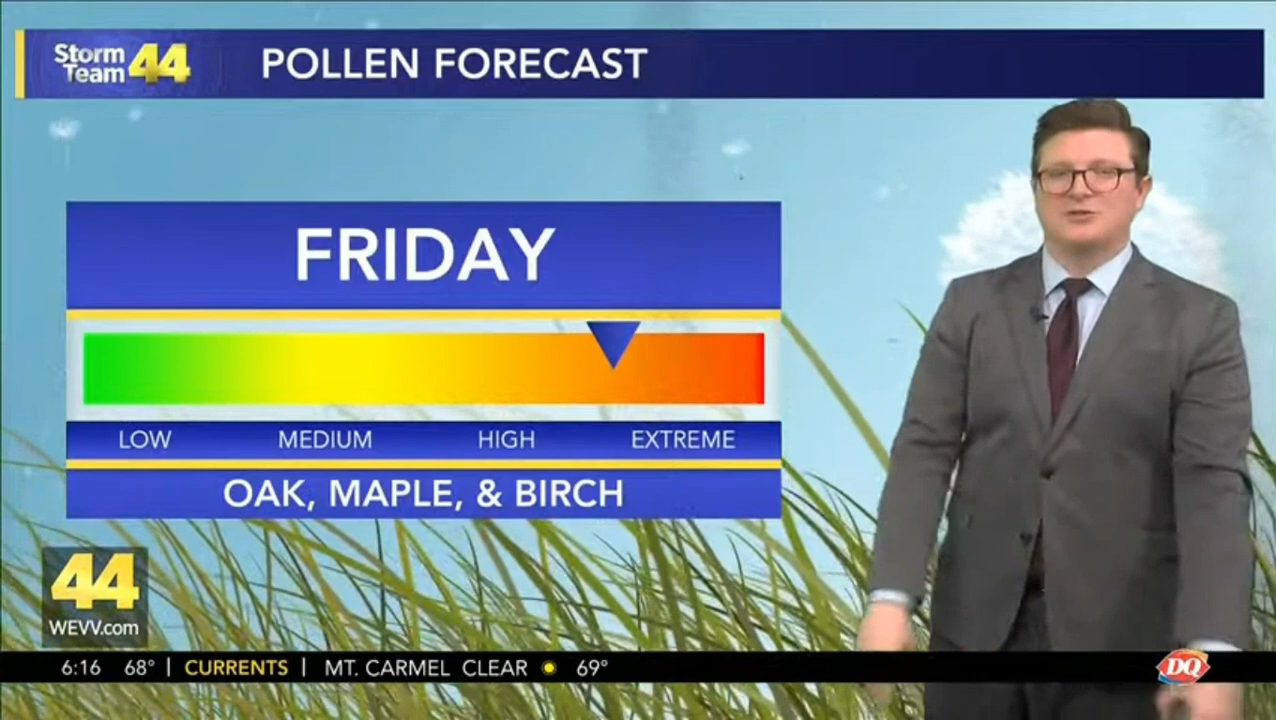 Storm Team 44
POLLEN FORECAST
FRIDAY
LOW MEDIUM HIGH EXTREME
OAK, MAPLE, & BIRCH
44
WEVV.com
6:16 68° | CURRENTS | MT. CARMEL CLEAR 69°
DQ